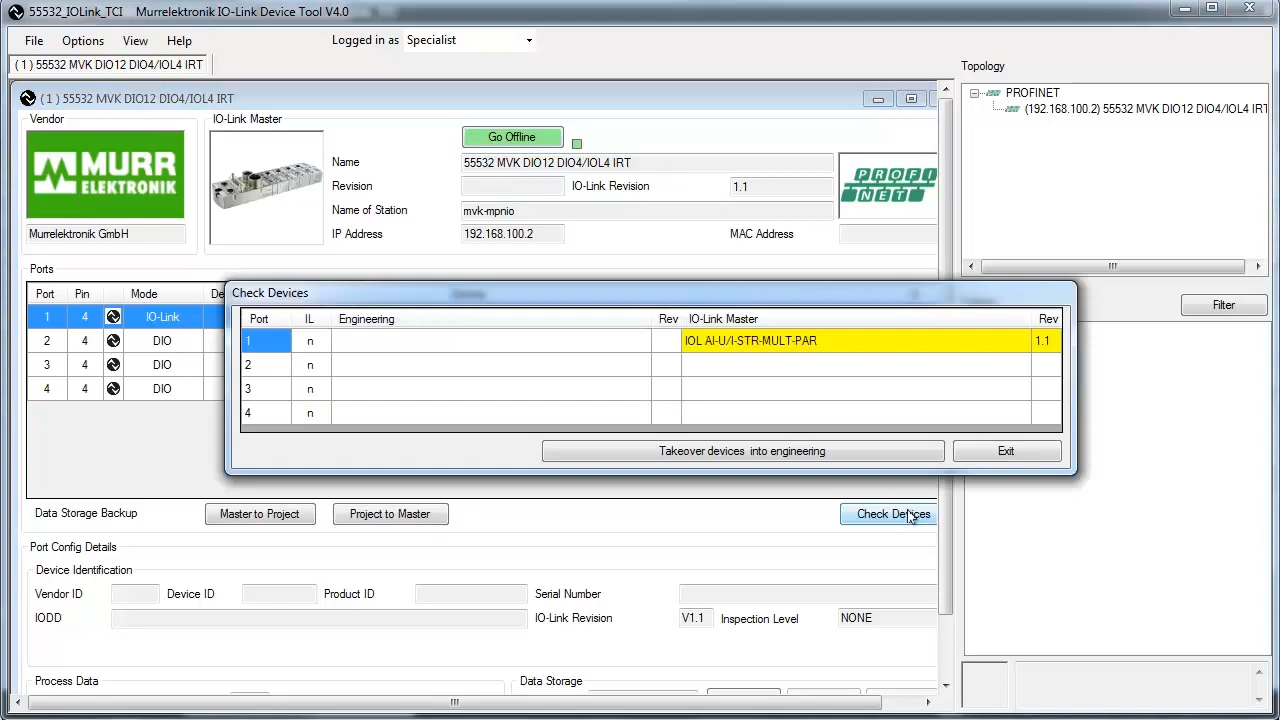 55532_IOLink_TCI Murrelektronik IO-Link Device Tool V4.0
File Options View Help Logged in as Specialist
( 1 ) 55532 MVK DIO12 DIO4/IOL4 IRT
Topology
PROFINET
(192.168.100.2) 55532 MVK DIO12 DIO4/IOL4 IRT
Filter
( 1 ) 55532 MVK DIO12 DIO4/IOL4 IRT
Vendor
MURR
ELEKTRONIK
Murrelektronik GmbH
IO-Link Master
Go Offline
Name 55532 MVK DIO12 DIO4/IOL4 IRT
Revision IO-Link Revision 1.1
Name of Station mvk-mpnio
IP Address 192.168.100.2 MAC Address
PROFI
NET
Ports
Port Pin Mode De
1 4 IO-Link
2 4 DIO
3 4 DIO
4 4 DIO
Check Devices
Port IL Engineering Rev IO-Link Master Rev
1 n IOL AI-U/I-STR-MULT-PAR 1.1
2 n
3 n
4 n
Takeover devices into engineering Exit
Data Storage Backup Master to Project Project to Master Check Devices
Port Config Details
Device Identification
Vendor ID Device ID Product ID Serial Number
IODD IO-Link Revision V1.1 Inspection Level NONE
Process Data Data Storage